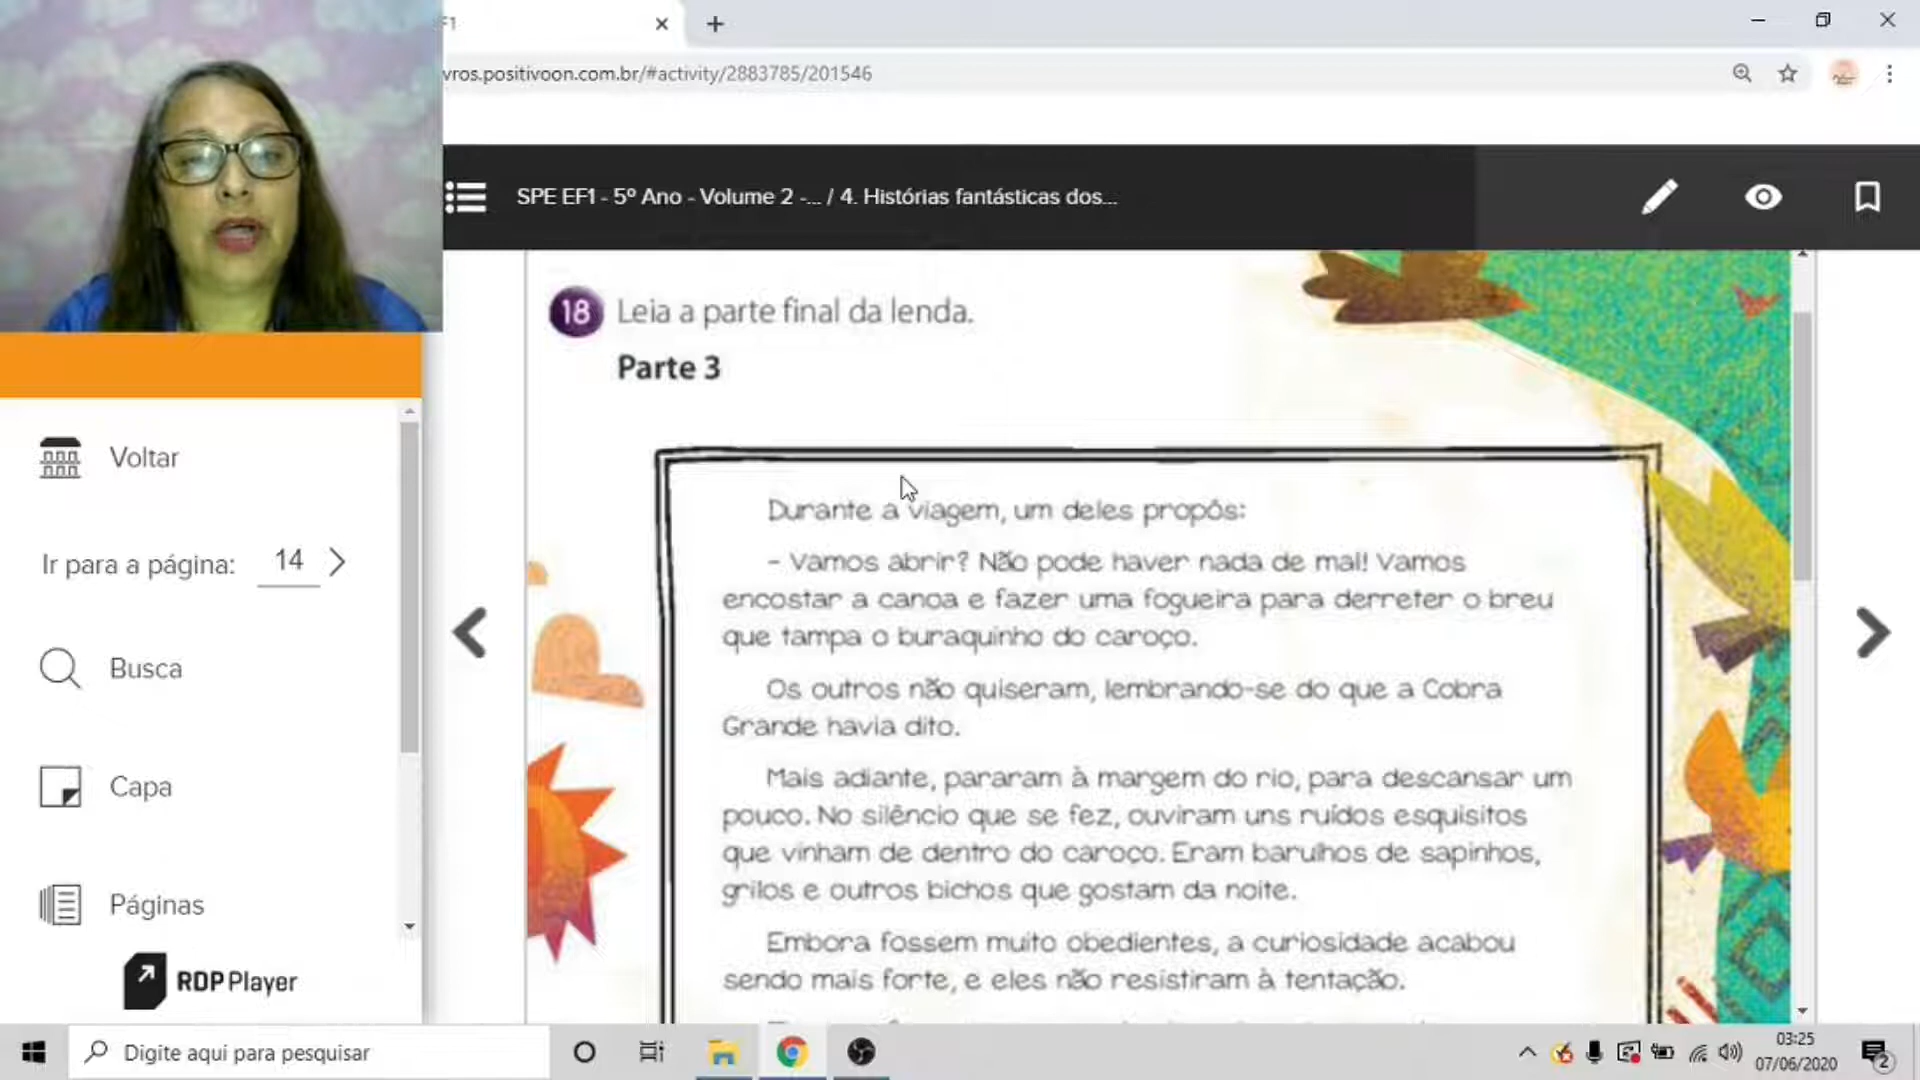 F1
vros.positivoon.com.br/#activity/2883785/201546
SPE EF1 - 5º Ano - Volume 2 -... / 4. Histórias fantásticas dos...
18 Leia a parte final da lenda.
Parte 3
Durante a viagem, um deles propôs:
– Vamos abrir? Não pode haver nada de mal! Vamos
encostar a canoa e fazer uma fogueira para derreter o breu
que tampa o buraquinho do caroço.
Os outros não quiseram, lembrando-se do que a Cobra
Grande havia dito.
Mais adiante, pararam à margem do rio, para descansar um
pouco. No silêncio que se fez, ouviram uns ruídos esquisitos
que vinham de dentro do caroço. Eram barulhos de sapinhos,
grilos e outros bichos que gostam da noite.
Embora fossem muito obedientes, a curiosidade acabou
sendo mais forte, e eles não resistiram à tentação.
Voltar
Ir para a página: 14
Busca
Capa
Páginas
RDP Player
Digite aqui para pesquisar
03:25
07/06/2020
2